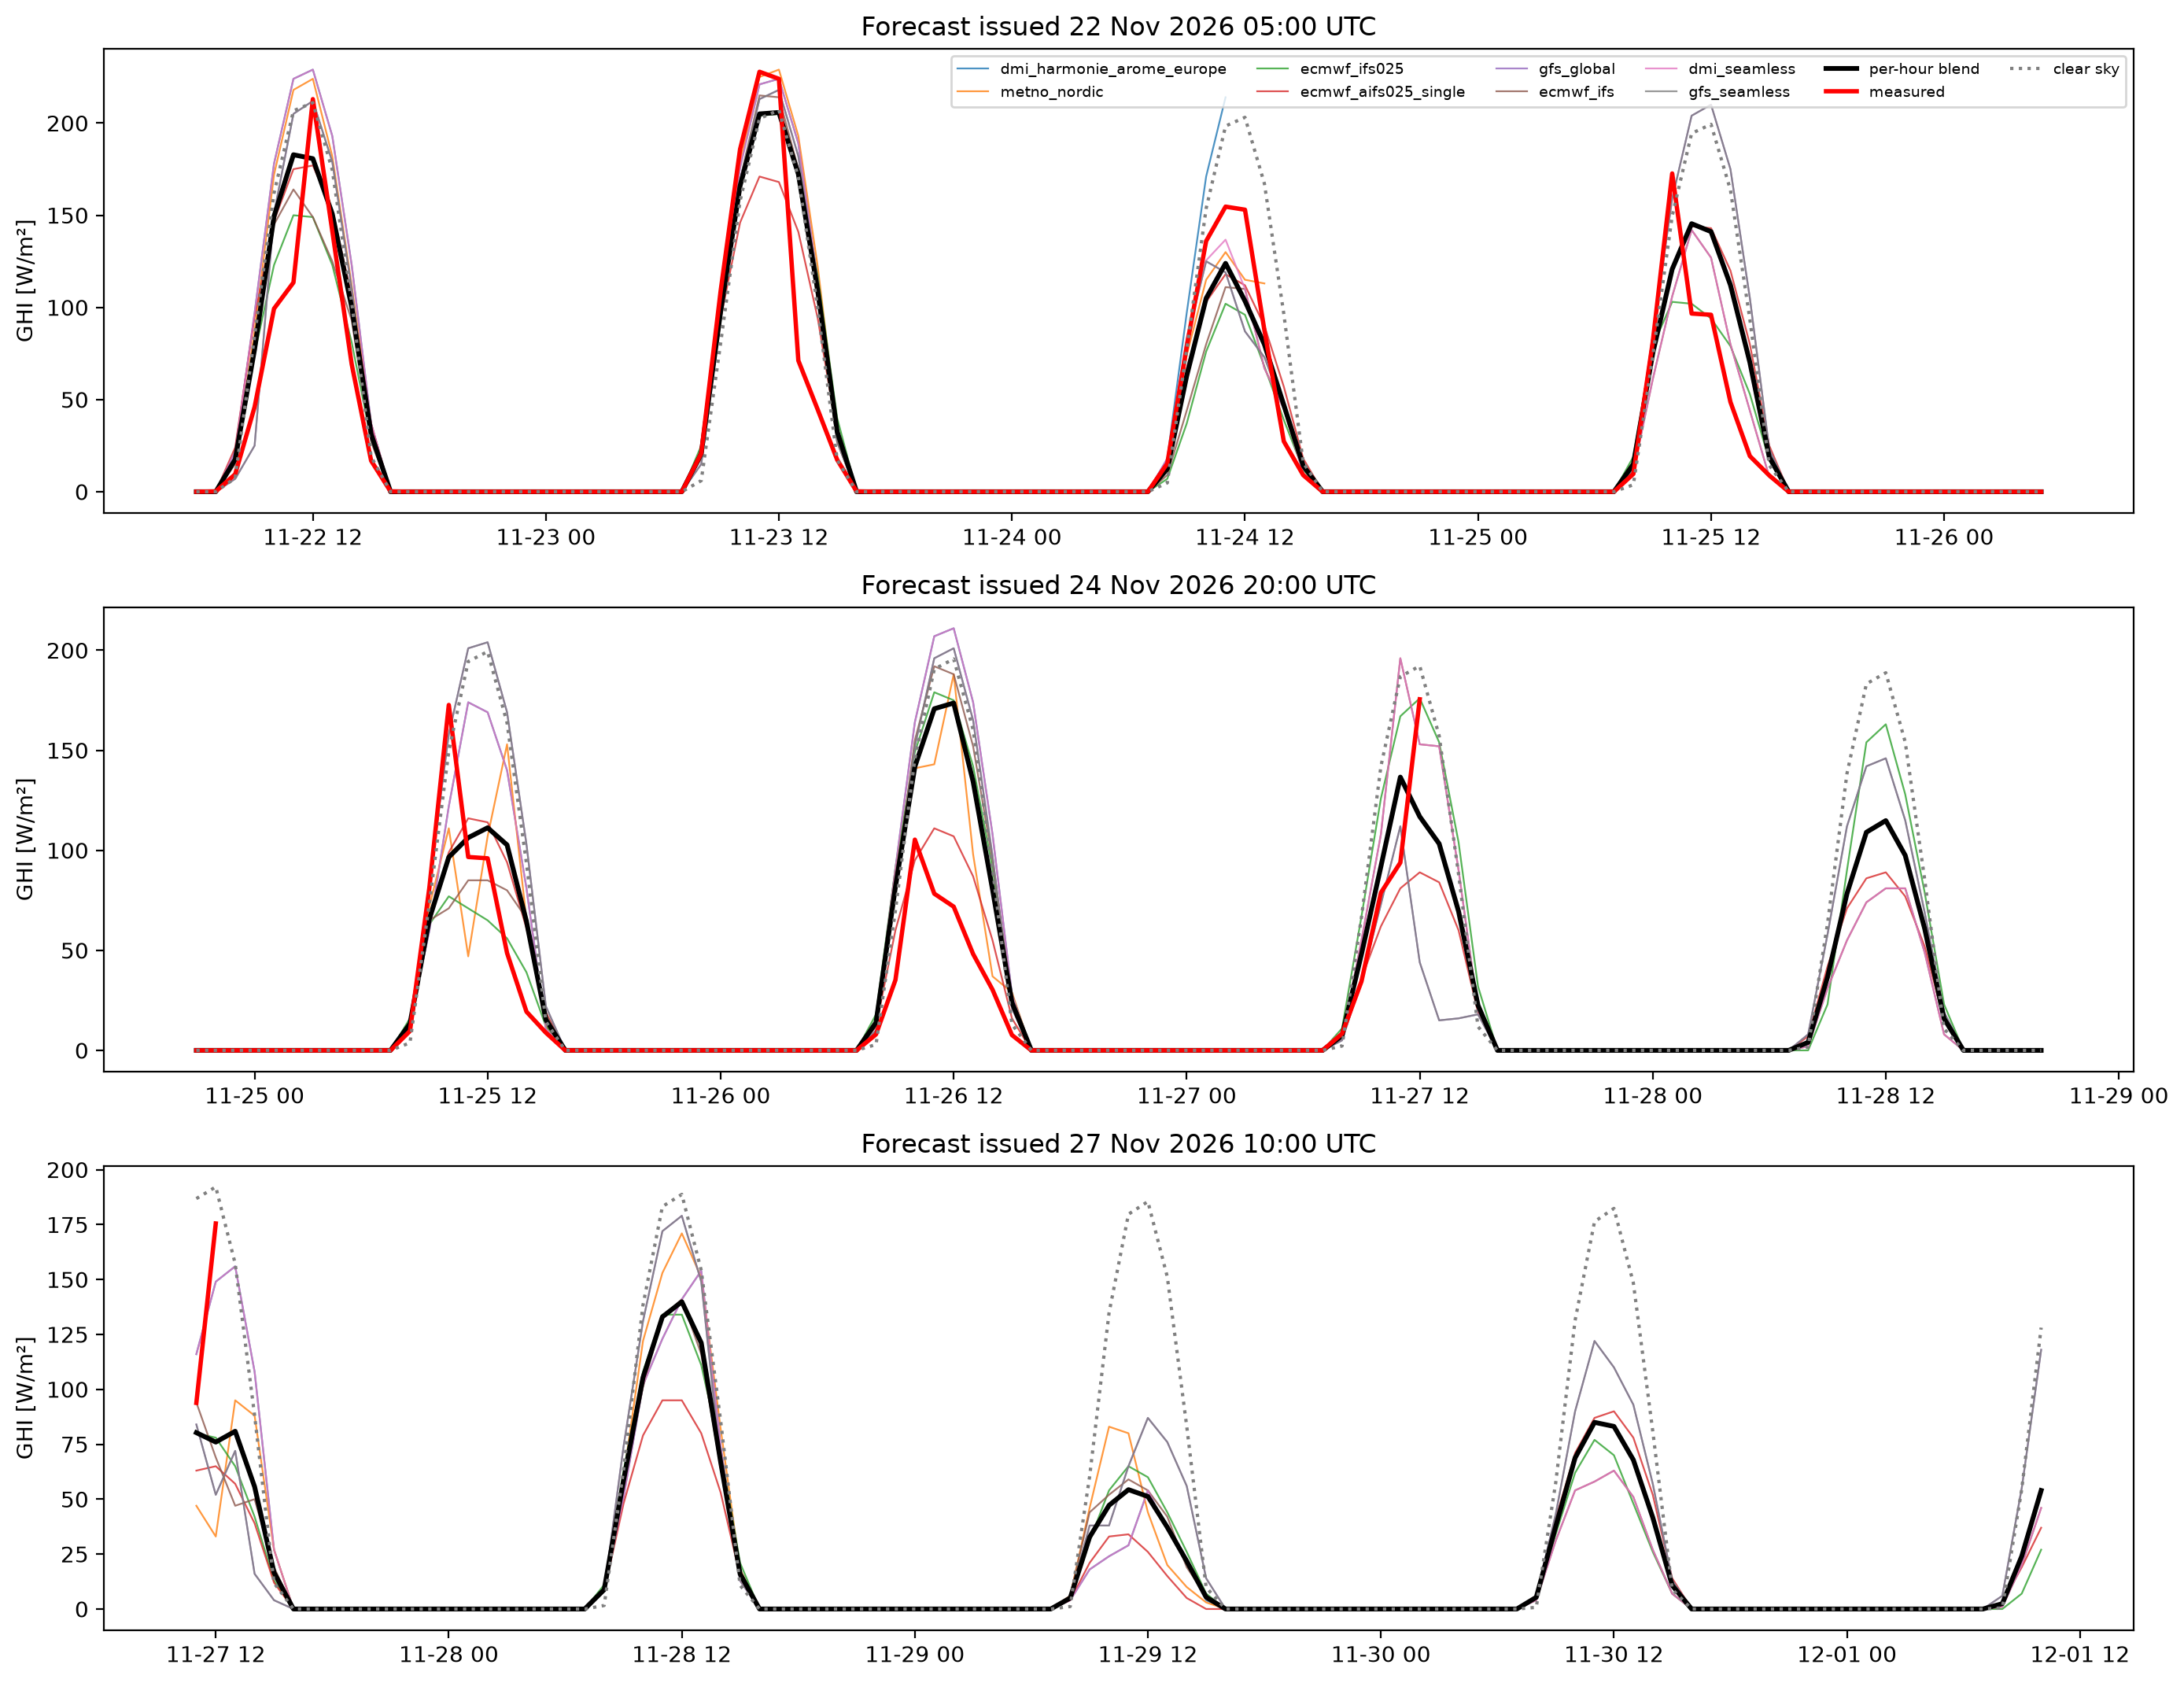 Forecast issued 22 Nov 2026 05:00 UTC
dmi_harmonie_arome_europe ecmwf_ifs025 gfs_global dmi_seamless per-hour blend clear sky
metno_nordic ecmwf_aifs025_single ecmwf_ifs gfs_seamless measured
GHI [W/m²]
200
150
100
50
0
11-22 12 11-23 00 11-23 12 11-24 00 11-24 12 11-25 00 11-25 12 11-26 00
Forecast issued 24 Nov 2026 20:00 UTC
GHI [W/m²]
200
150
100
50
0
11-25 00 11-25 12 11-26 00 11-26 12 11-27 00 11-27 12 11-28 00 11-28 12 11-29 00
Forecast issued 27 Nov 2026 10:00 UTC
GHI [W/m²]
200
175
150
125
100
75
50
25
0
11-27 12 11-28 00 11-28 12 11-29 00 11-29 12 11-30 00 11-30 12 12-01 00 12-01 12